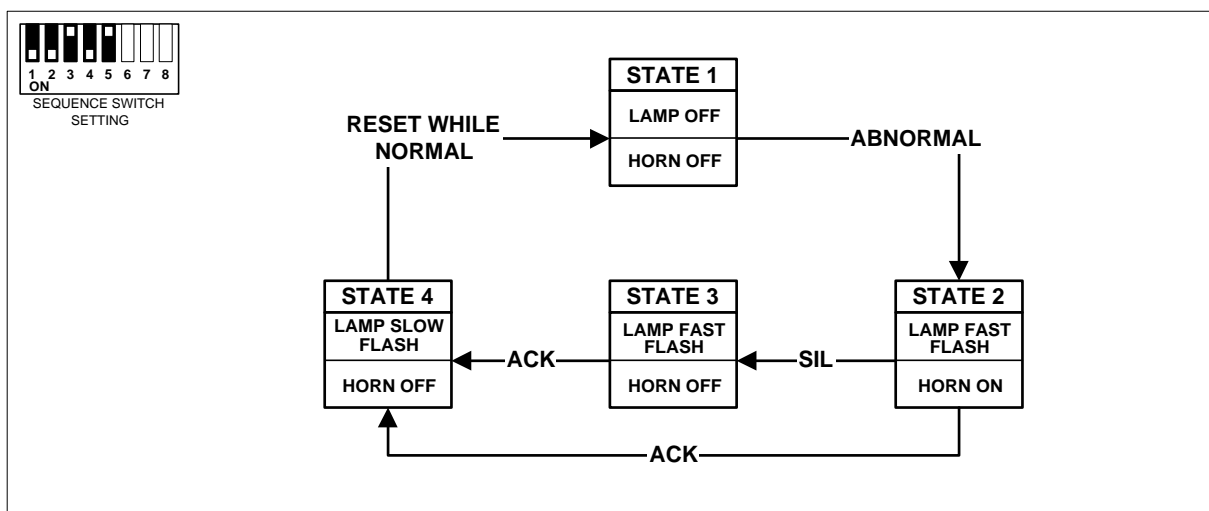 1 2 3 4 5 6 7 8
ON
SEQUENCE SWITCH
SETTING
STATE 1
LAMP OFF
HORN OFF
RESET WHILE
NORMAL
ABNORMAL
STATE 4
LAMP SLOW
FLASH
HORN OFF
ACK
STATE 3
LAMP FAST
FLASH
HORN OFF
SIL
STATE 2
LAMP FAST
FLASH
HORN ON
ACK